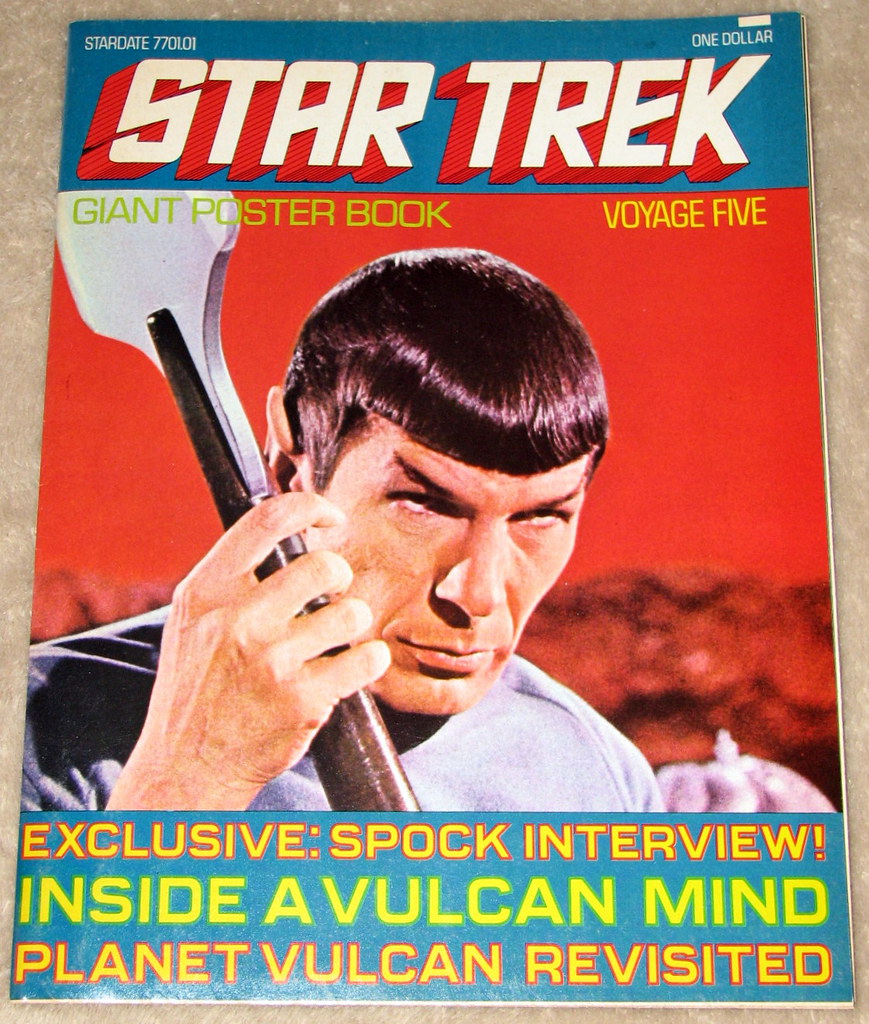 STARDATE 7701.01
ONE DOLLAR
STAR TREK
GIANT POSTER BOOK
VOYAGE FIVE
EXCLUSIVE: SPOCK INTERVIEW!
INSIDE A VULCAN MIND
PLANET VULCAN REVISITED